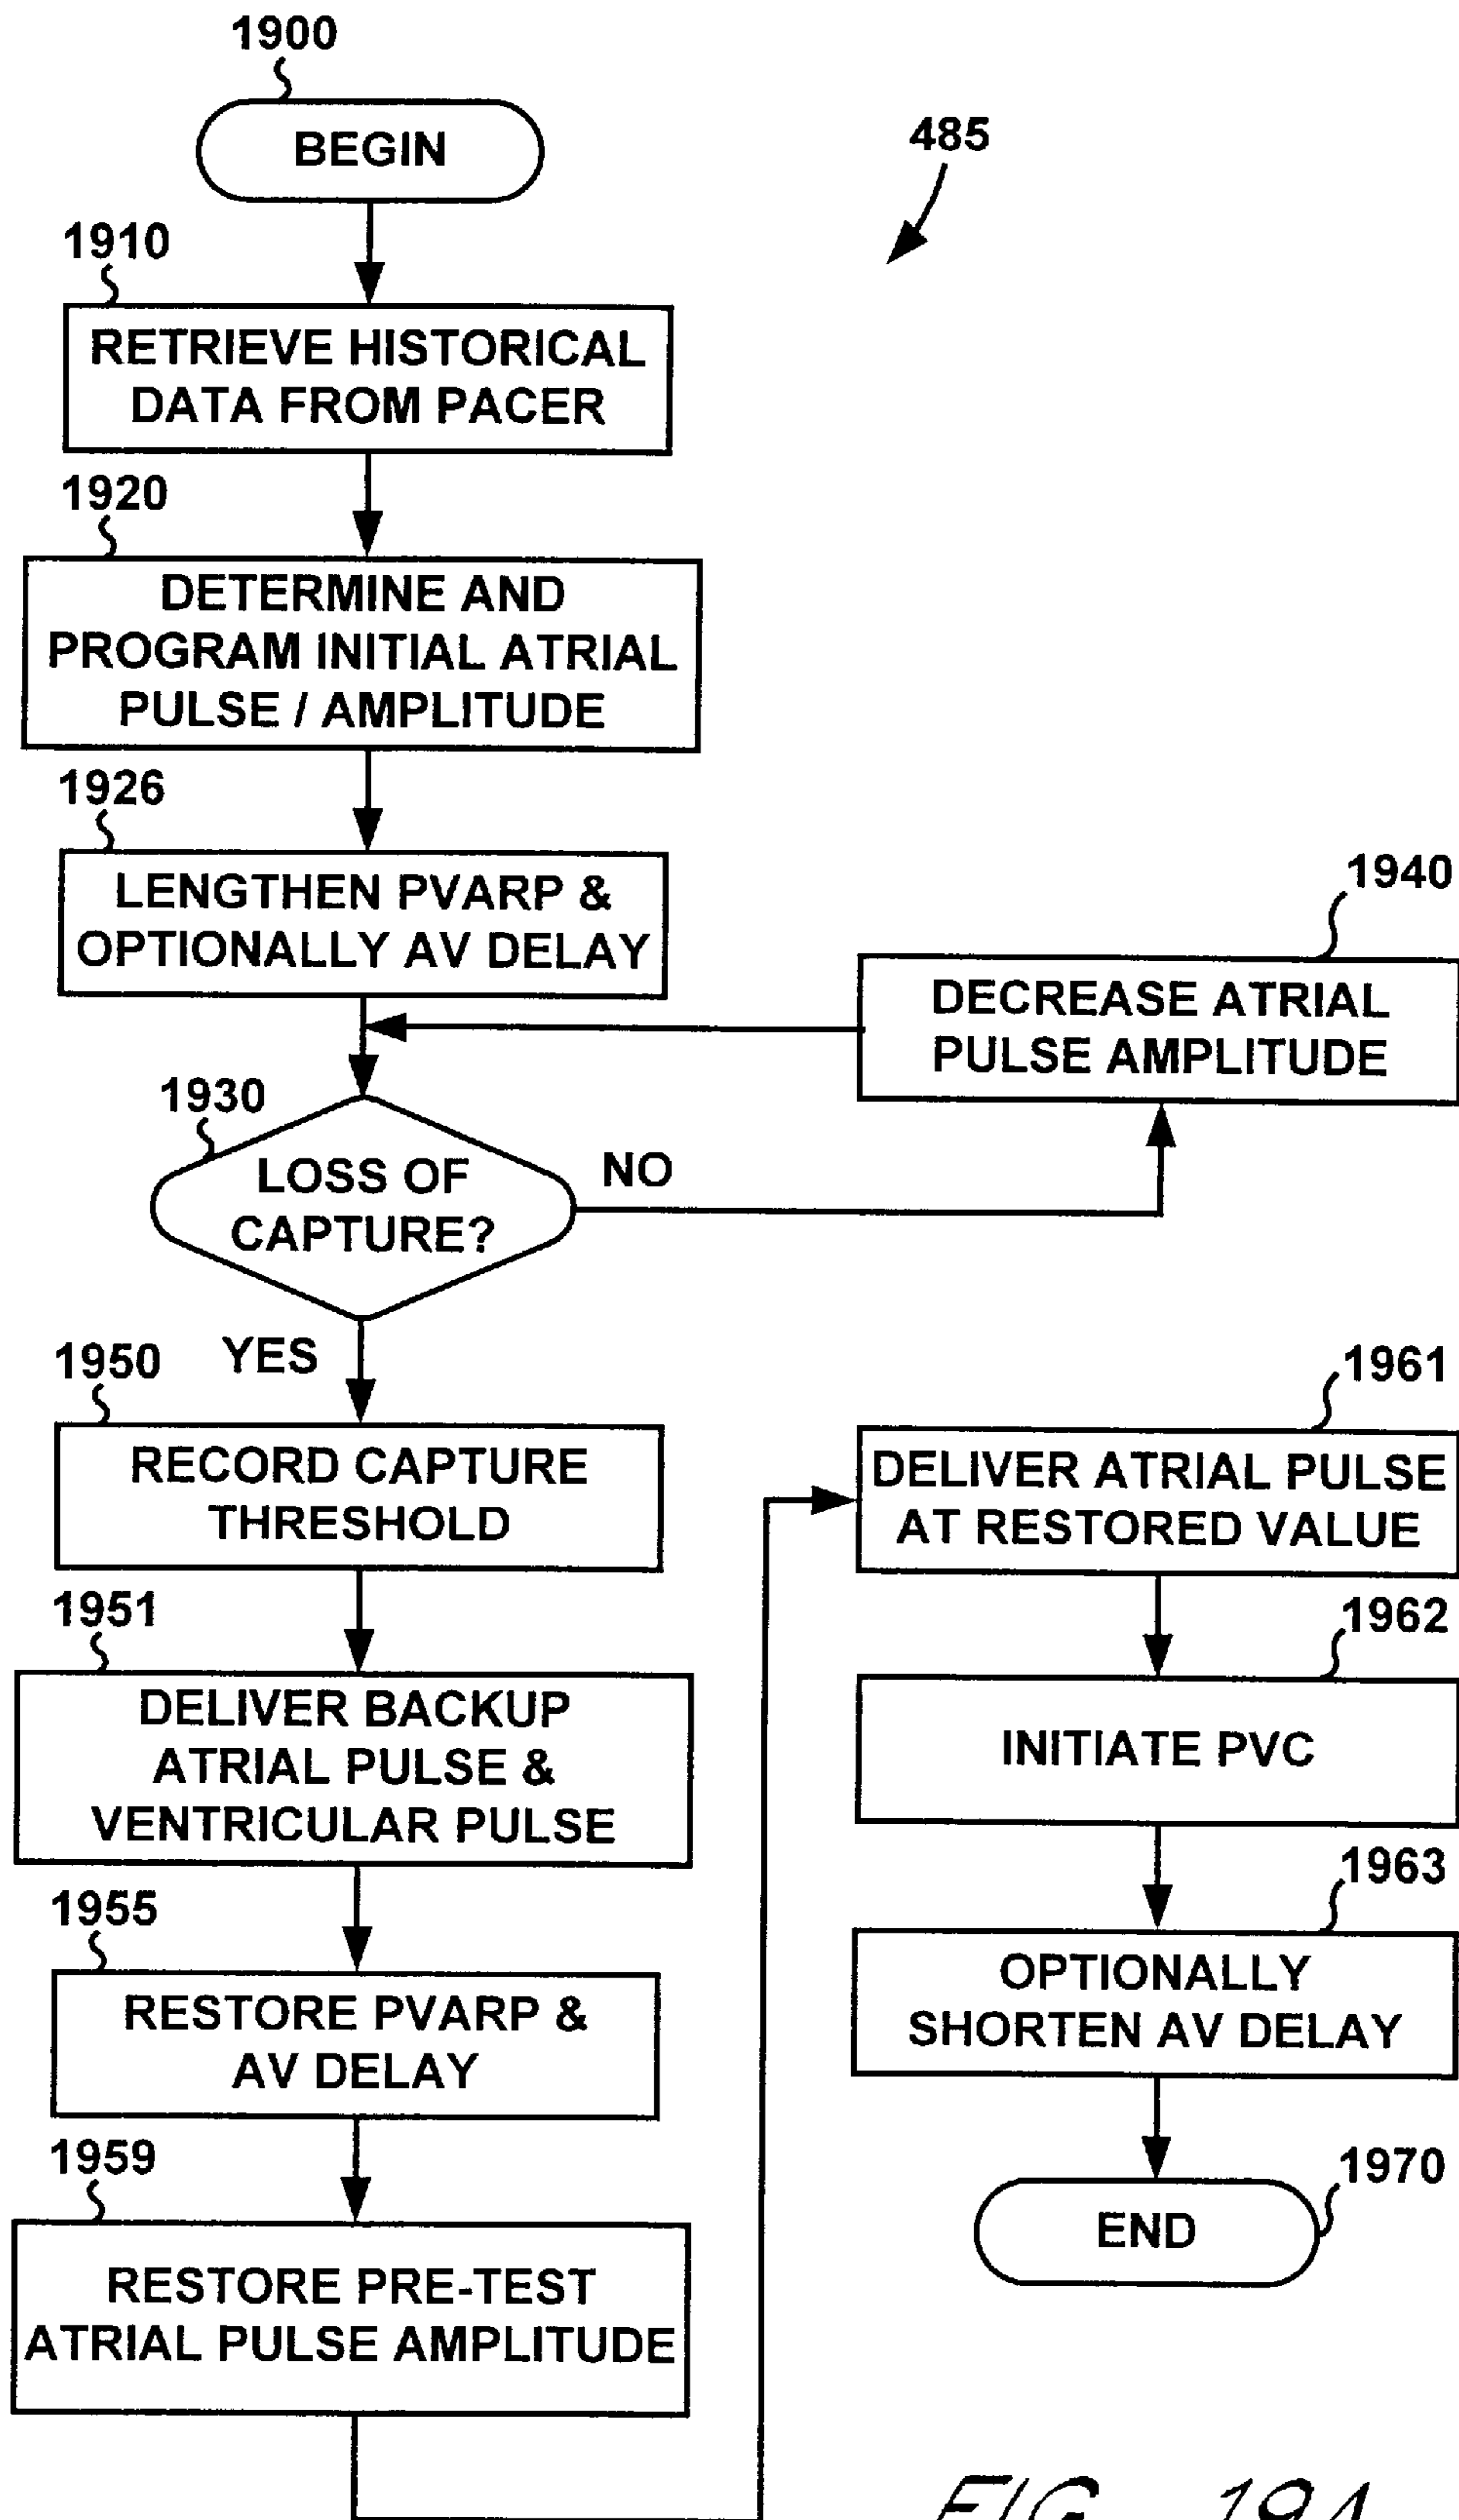 1900
BEGIN
485
1910
RETRIEVE HISTORICAL
DATA FROM PACER
1920
DETERMINE AND
PROGRAM INITIAL ATRIAL
PULSE / AMPLITUDE
1926
LENGTHEN PVARP &
OPTIONALLY AV DELAY
1940
DECREASE ATRIAL
PULSE AMPLITUDE
1930
LOSS OF
CAPTURE?
NO
YES
1950
RECORD CAPTURE
THRESHOLD
1951
DELIVER BACKUP
ATRIAL PULSE &
VENTRICULAR PULSE
1955
RESTORE PVARP &
AV DELAY
1959
RESTORE PRE-TEST
ATRIAL PULSE AMPLITUDE
1961
DELIVER ATRIAL PULSE
AT RESTORED VALUE
1962
INITIATE PVC
1963
OPTIONALLY
SHORTEN AV DELAY
1970
END
FIG. 19A